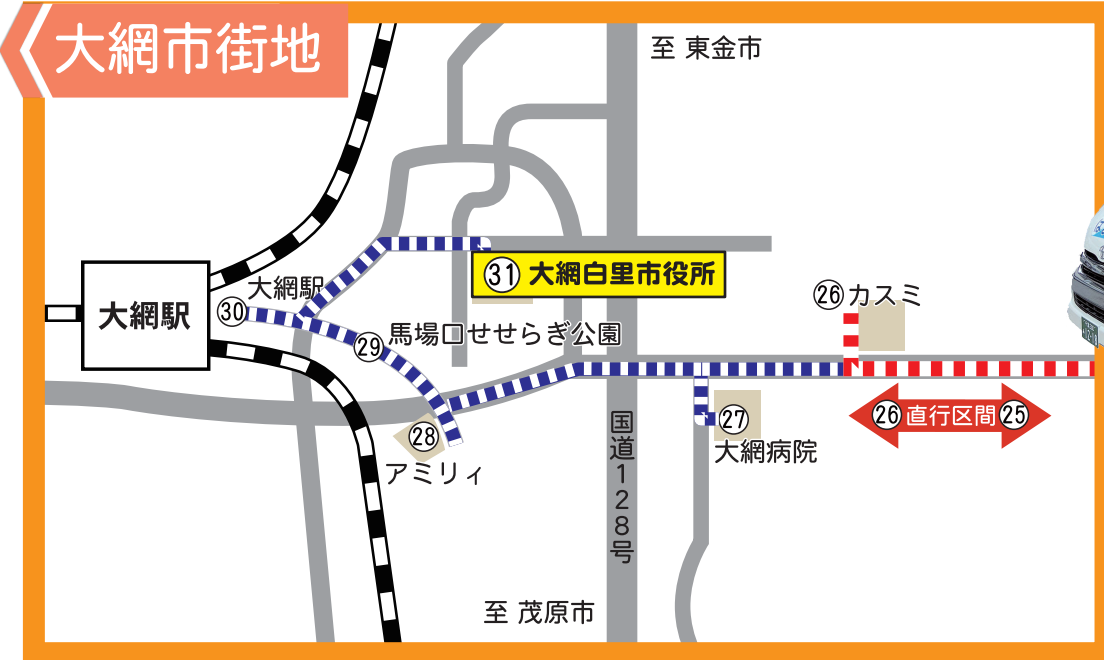 大網市街地
至 東金市
大網駅
大網駅
㉚
㉛ 大網白里市役所
㉖ カスミ
㉙ 馬場口せせらぎ公園
㉖ 直行区間 ㉕
㉘
アミリィ
㉗
大網病院
国道128号
至 茂原市